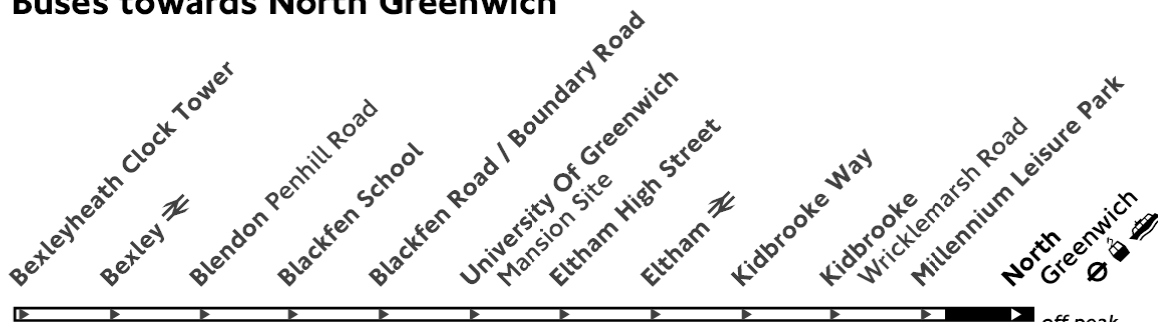 Buses towards North Greenwich
Bexleyheath Clock Tower
Bexley
Blendon Penhill Road
Blackfen School
Blackfen Road / Boundary Road
University Of Greenwich
Mansion Site
Eltham High Street
Eltham
Kidbrooke Way
Kidbrooke
Wricklemarsh Road
Millennium Leisure Park
North
Greenwich
off peak